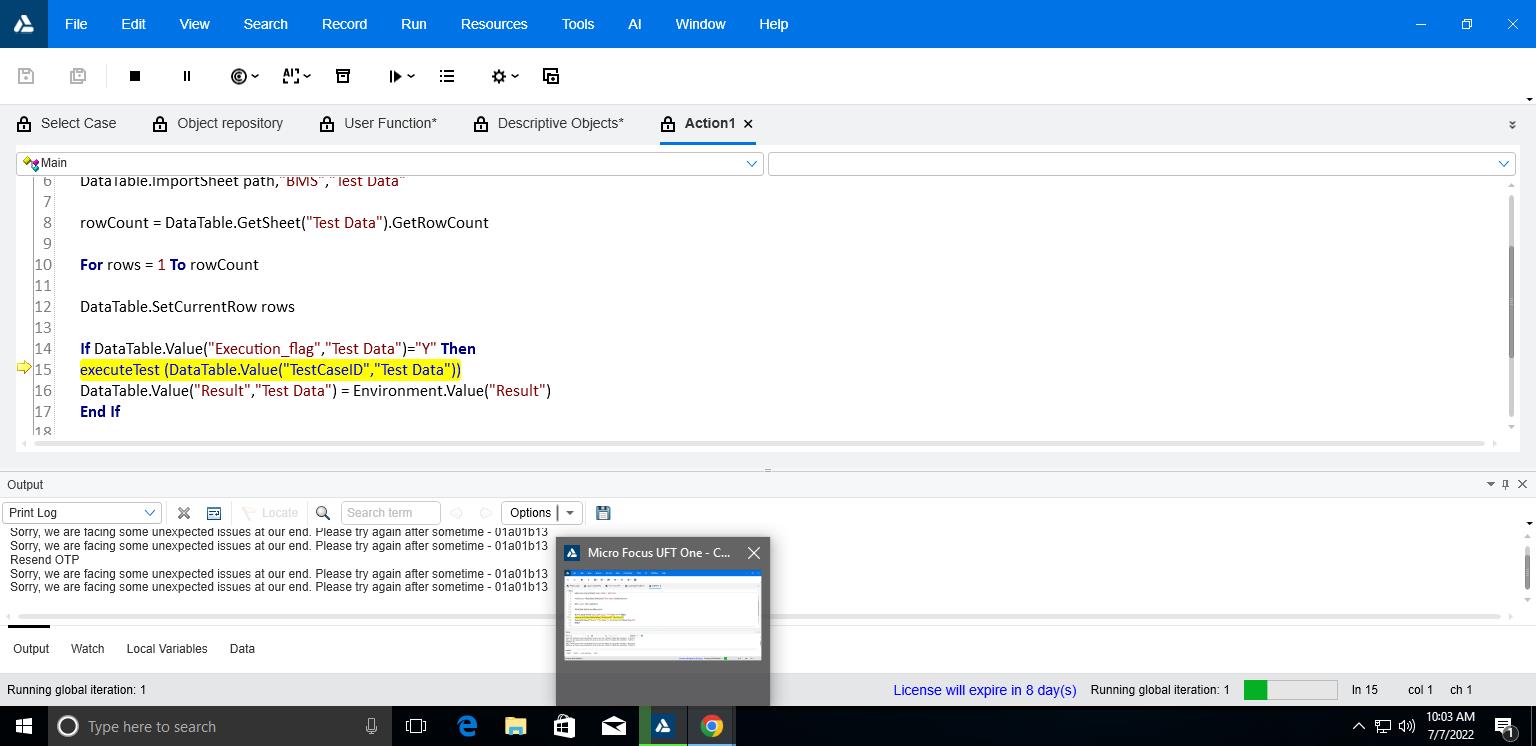 File Edit View Search Record Run Resources Tools AI Window Help
Select Case Object repository User Function* Descriptive Objects* Action1
Main
6 DataTable.ImportSheet path,"BMS","Test Data"
7
8 rowCount = DataTable.GetSheet("Test Data").GetRowCount
9
10 For rows = 1 To rowCount
11
12 DataTable.SetCurrentRow rows
13
14 If DataTable.Value("Execution_flag","Test Data")="Y" Then
15 executeTest (DataTable.Value("TestCaseID","Test Data"))
16 DataTable.Value("Result","Test Data") = Environment.Value("Result")
17 End If
18
Output
Print Log Locate Search term Options
Sorry, we are facing some unexpected issues at our end. Please try again after sometime - 01a01b13
Sorry, we are facing some unexpected issues at our end. Please try again after sometime - 01a01b13
Resend OTP
Sorry, we are facing some unexpected issues at our end. Please try again after sometime - 01a01b13
Sorry, we are facing some unexpected issues at our end. Please try again after sometime - 01a01b13
Micro Focus UFT One - C...
Output Watch Local Variables Data
Running global iteration: 1 License will expire in 8 day(s) Running global iteration: 1 ln 15 col 1 ch 1
Type here to search
10:03 AM
7/7/2022
1